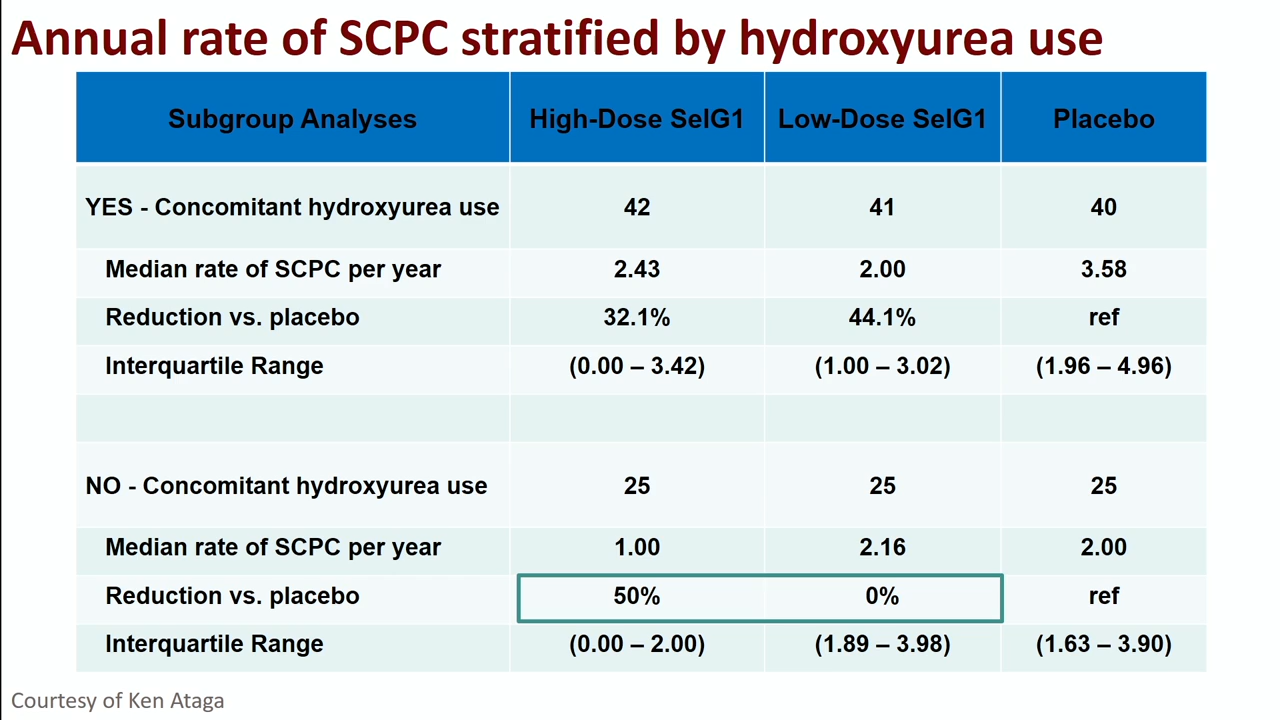 Annual rate of SCPC stratified by hydroxyurea use
Subgroup Analyses High-Dose SelG1 Low-Dose SelG1 Placebo
YES - Concomitant hydroxyurea use 42 41 40
Median rate of SCPC per year 2.43 2.00 3.58
Reduction vs. placebo 32.1% 44.1% ref
Interquartile Range (0.00 – 3.42) (1.00 – 3.02) (1.96 – 4.96)
NO - Concomitant hydroxyurea use 25 25 25
Median rate of SCPC per year 1.00 2.16 2.00
Reduction vs. placebo 50% 0% ref
Interquartile Range (0.00 – 2.00) (1.89 – 3.98) (1.63 – 3.90)
Courtesy of Ken Ataga